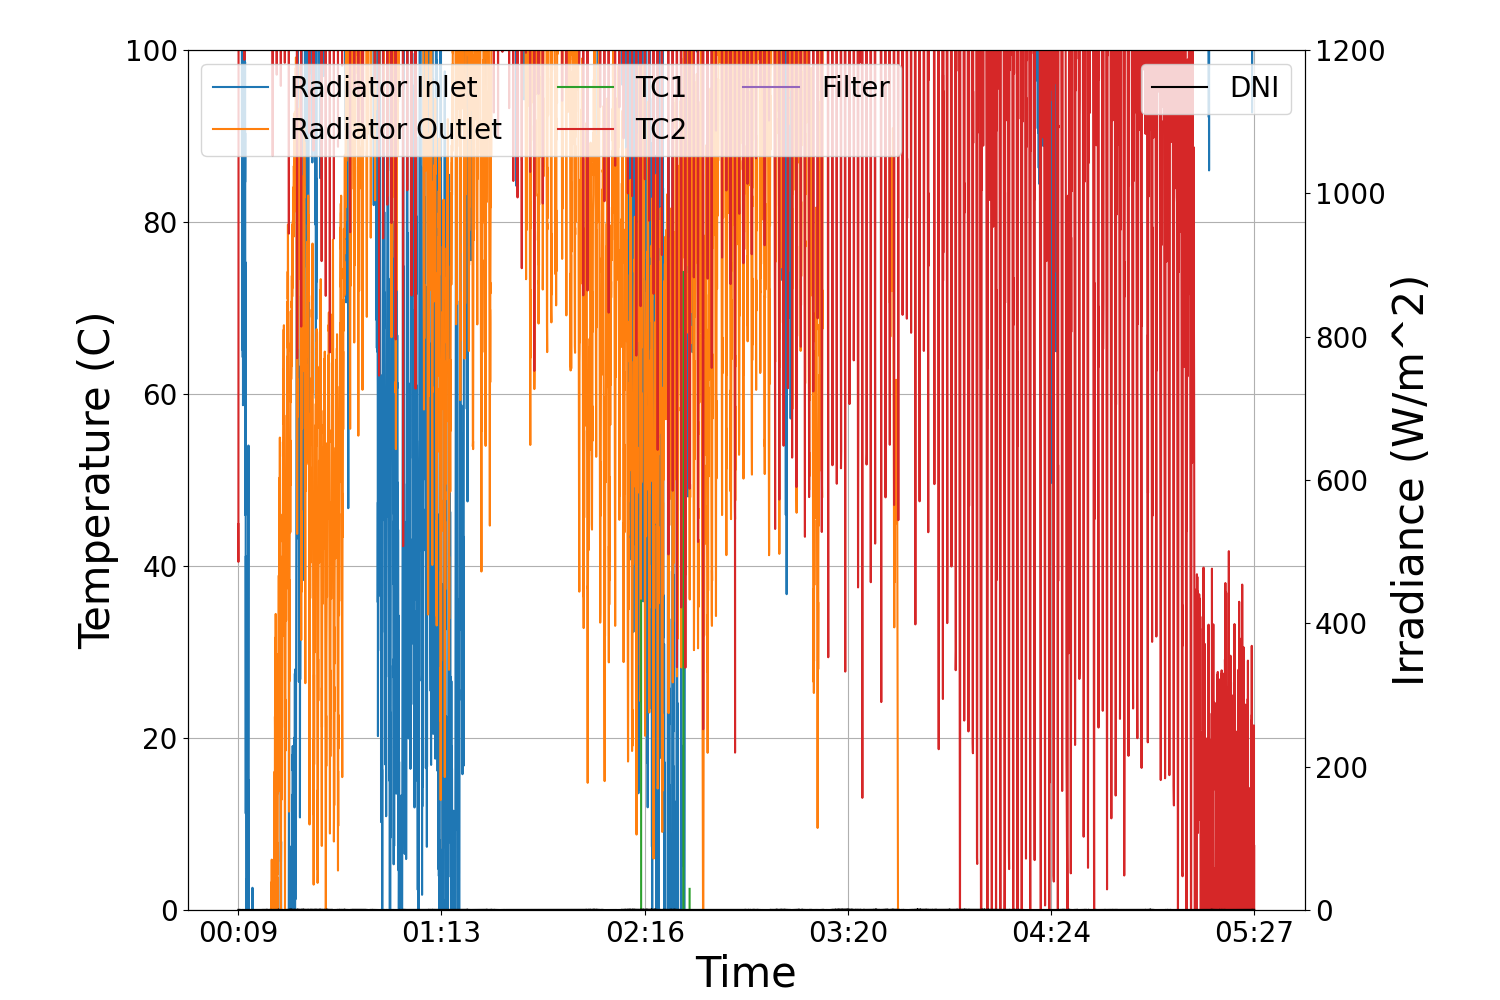 100
80
60
40
20
0
Temperature (C)
Radiator Inlet
Radiator Outlet
TC1
TC2
Filter
DNI
1200
1000
800
600
400
200
0
Irradiance (W/m^2)
00:09
01:13
02:16
03:20
04:24
05:27
Time